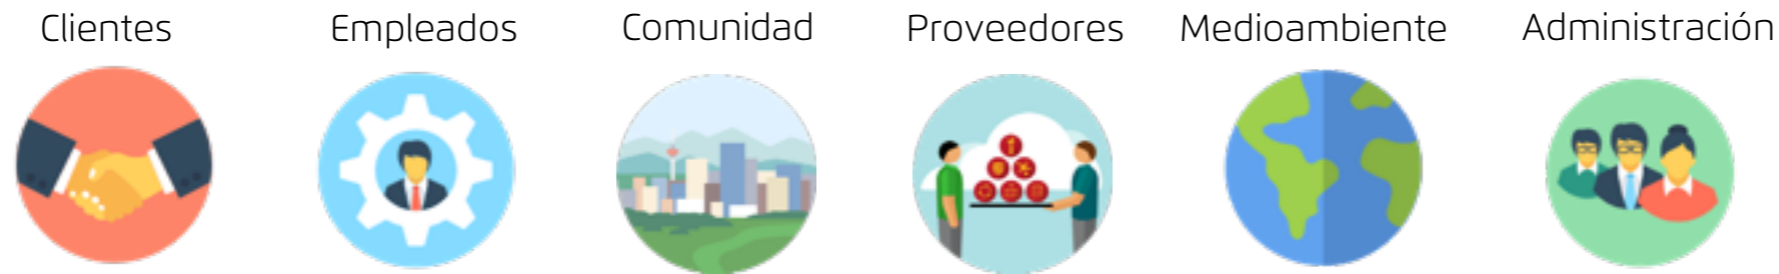 Clientes
Empleados
Comunidad
Proveedores
Medioambiente
Administración